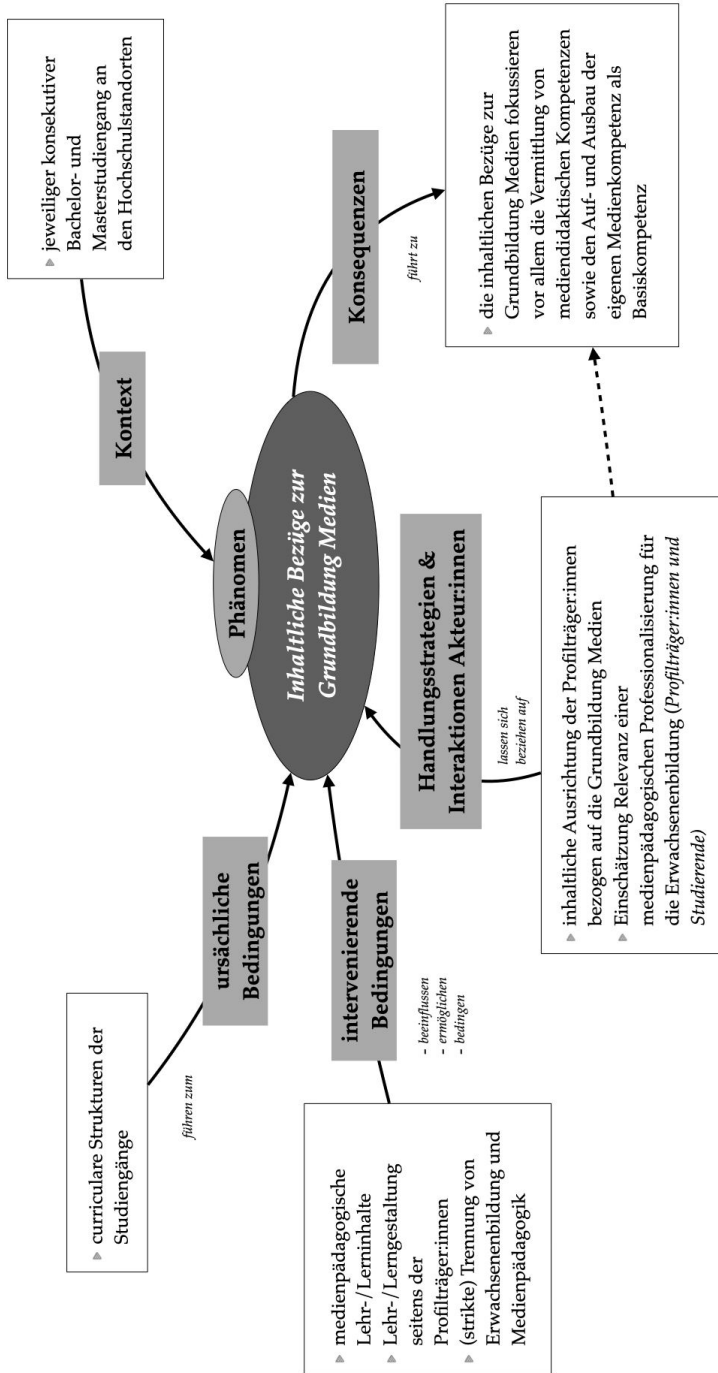 ▹ curriculare Strukturen der
Studiengänge
führen zum
ursächliche
Bedingungen
▹ jeweiliger konsekutiver
Bachelor- und
Masterstudiengang an
den Hochschulstandorten
Kontext
Phänomen
Inhaltliche Bezüge zur
Grundbildung Medien
▹ medienpädagogische
Lehr-/Lerninhalte
▹ Lehr-/Lerngestaltung
seitens der
Profilträger:innen
▹ (strikte) Trennung von
Erwachsenenbildung und
Medienpädagogik
intervenierende
Bedingungen
- beeinflussen
- ermöglichen
- bedingen
Handlungsstrategien &
Interaktionen Akteur:innen
lassen sich
beziehen auf
▹ inhaltliche Ausrichtung der Profilträger:innen
bezogen auf die Grundbildung Medien
▹ Einschätzung Relevanz einer
medienpädagogischen Professionalisierung für
die Erwachsenenbildung (Profilträger:innen und
Studierende)
Konsequenzen
führt zu
▹ die inhaltlichen Bezüge zur
Grundbildung Medien fokussieren
vor allem die Vermittlung von
mediendidaktischen Kompetenzen
sowie den Auf- und Ausbau der
eigenen Medienkompetenz als
Basiskompetenz